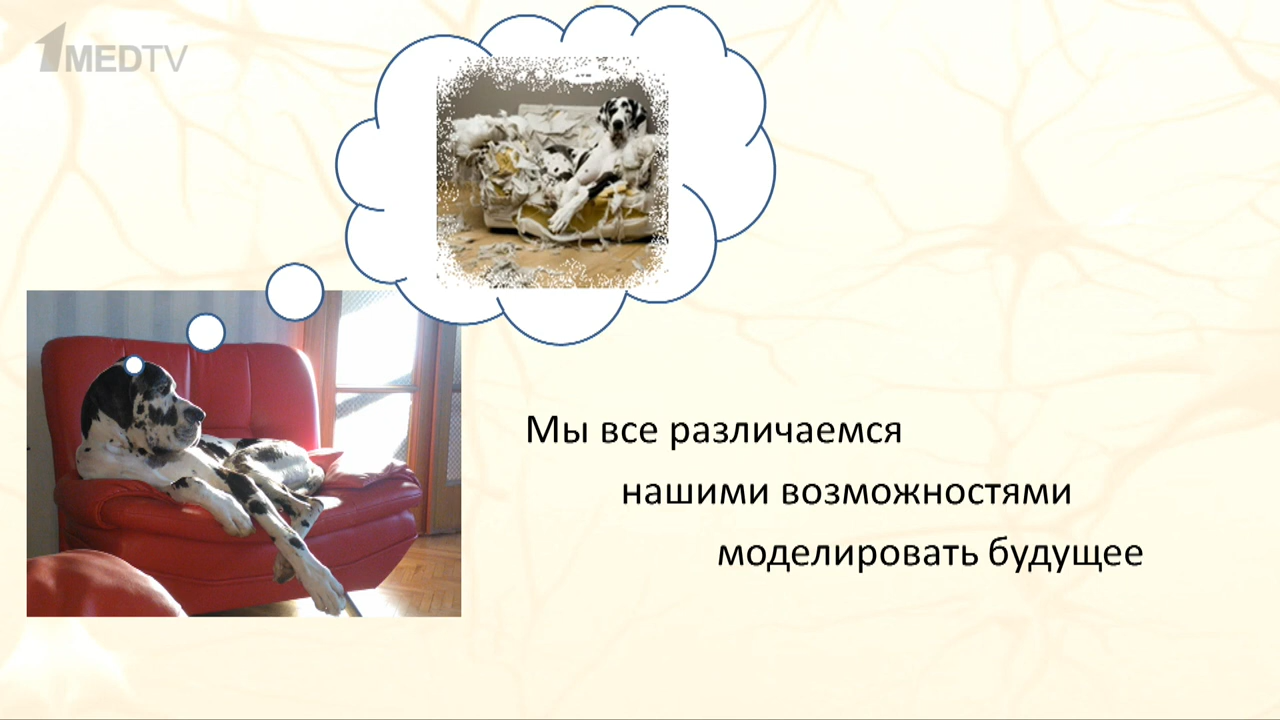 1MEDTV
Мы все различаемся
нашими возможностями
моделировать будущее